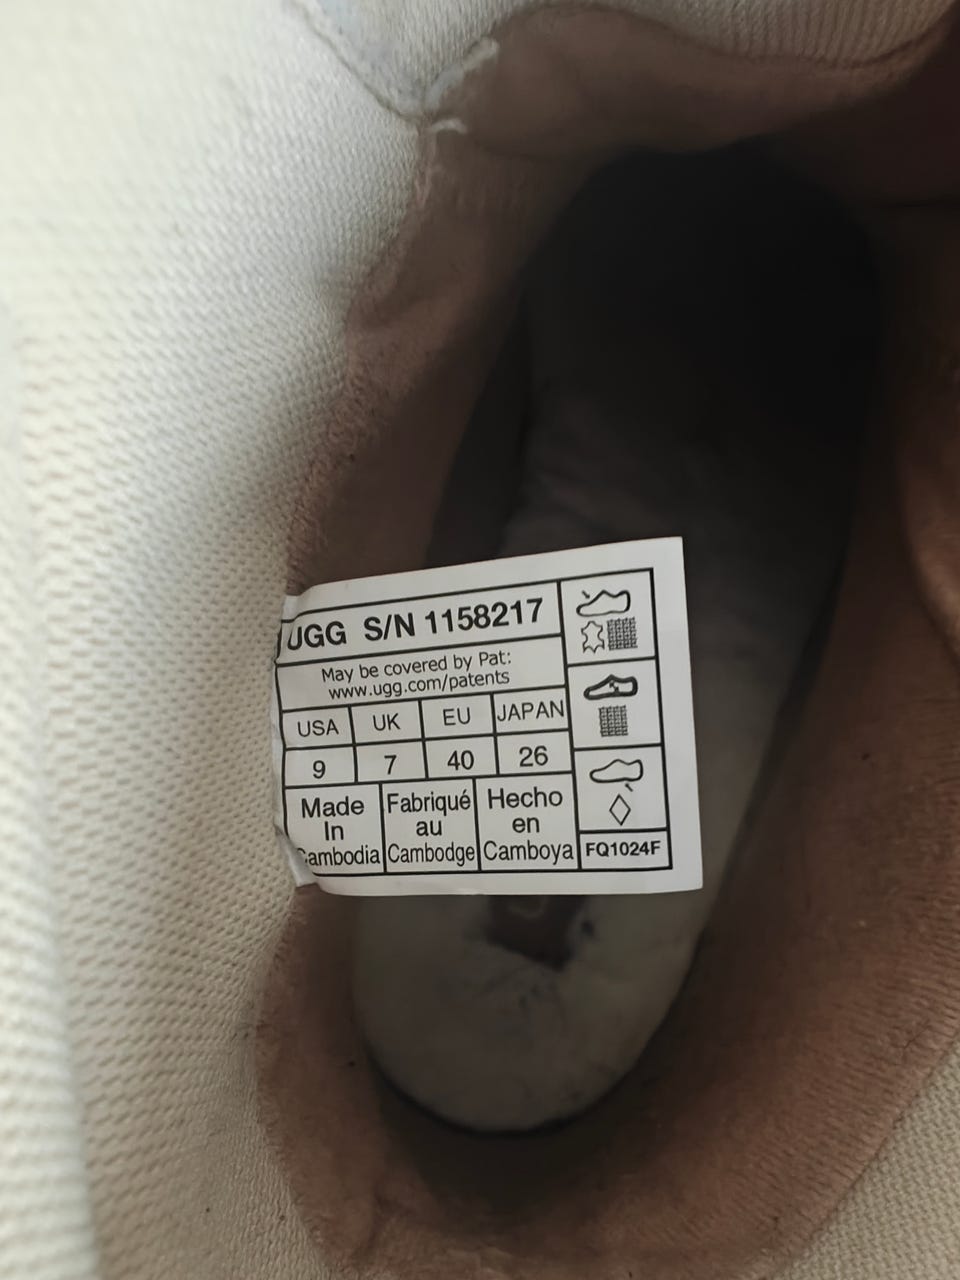 UGG S/N 1158217
May be covered by Pat:
www.ugg.com/patents
USA UK EU JAPAN
9 7 40 26
Made In Cambodia
Fabriqué au Cambodge
Hecho en Camboya
FQ1024F